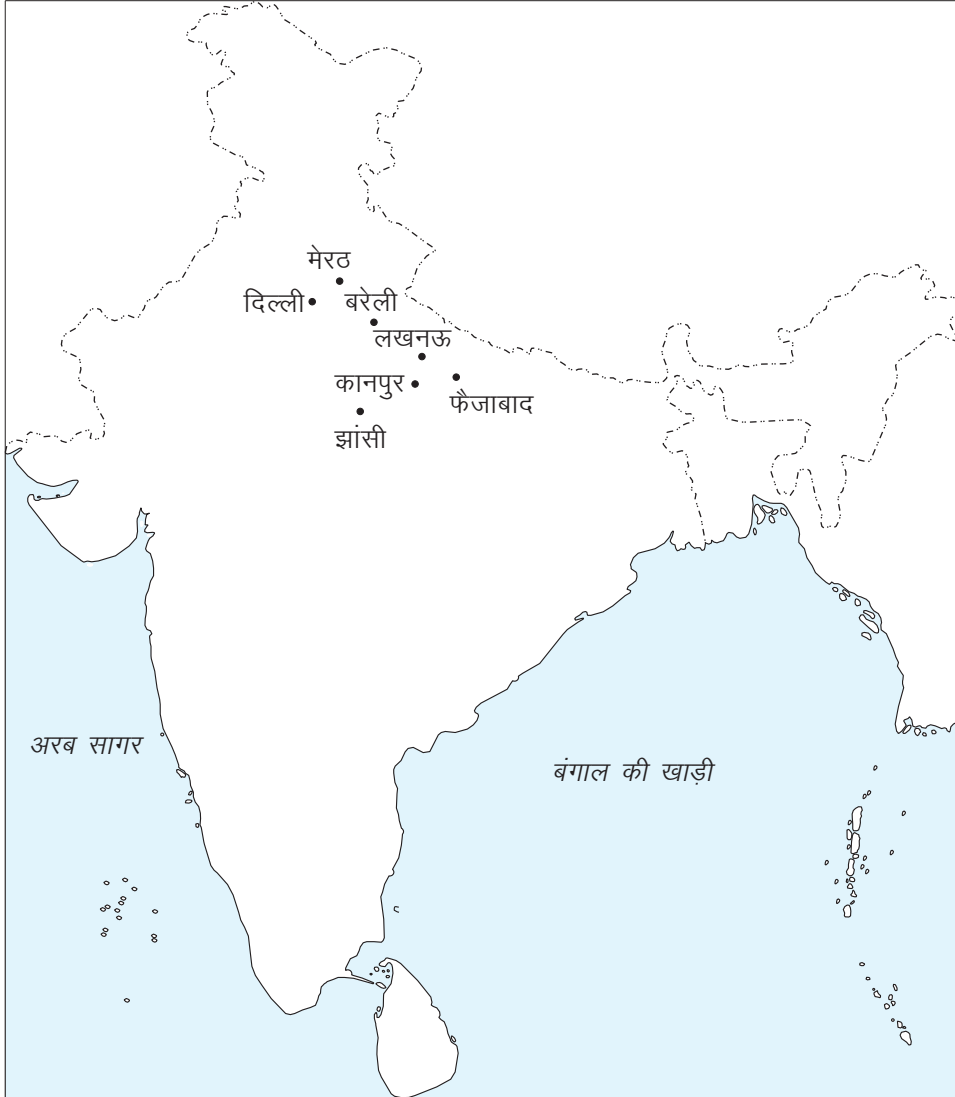 मेरठ
दिल्ली
बरेली
लखनऊ
कानपुर
फैजाबाद
झांसी
अरब सागर
बंगाल की खाड़ी